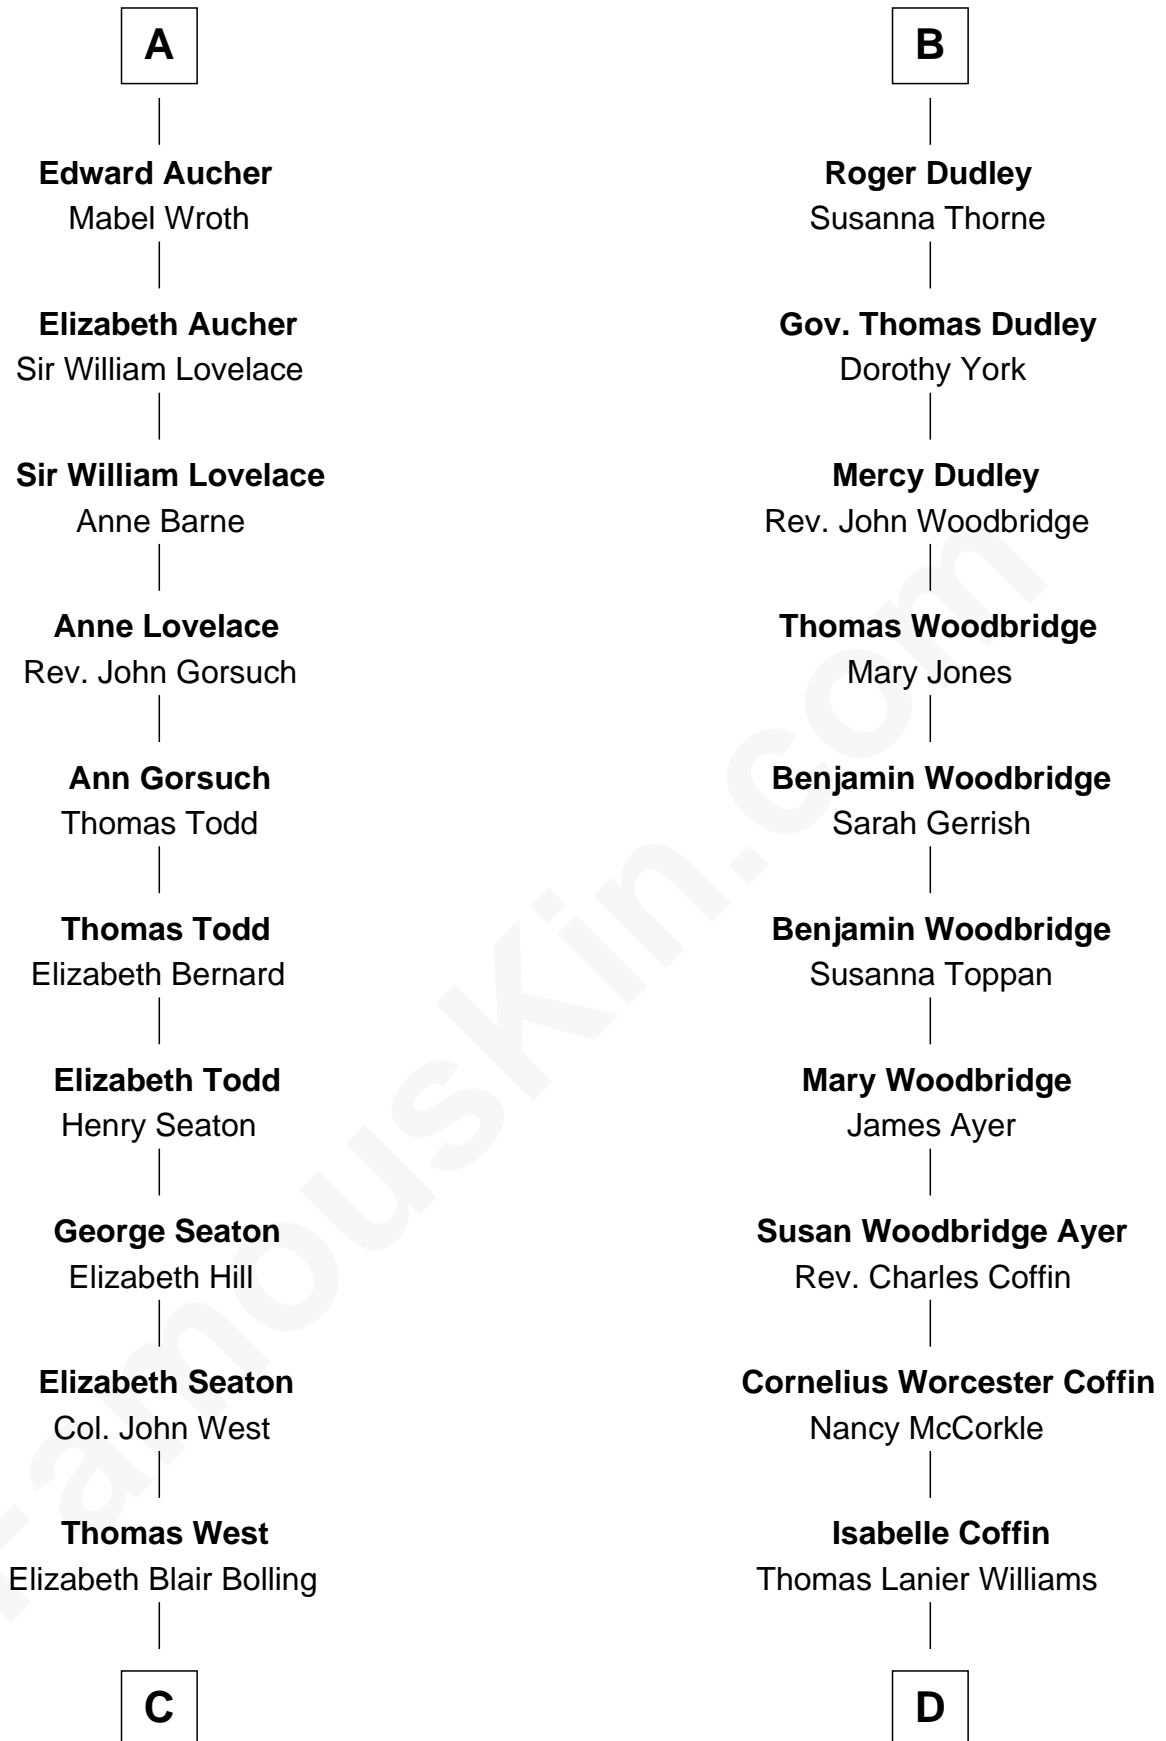 A
Edward Aucher
Mabel Wroth
Elizabeth Aucher
Sir William Lovelace
Sir William Lovelace
Anne Barne
Anne Lovelace
Rev. John Gorsuch
Ann Gorsuch
Thomas Todd
Thomas Todd
Elizabeth Bernard
Elizabeth Todd
Henry Seaton
George Seaton
Elizabeth Hill
Elizabeth Seaton
Col. John West
Thomas West
Elizabeth Blair Bolling
C
B
Roger Dudley
Susanna Thorne
Gov. Thomas Dudley
Dorothy York
Mercy Dudley
Rev. John Woodbridge
Thomas Woodbridge
Mary Jones
Benjamin Woodbridge
Sarah Gerrish
Benjamin Woodbridge
Susanna Toppan
Mary Woodbridge
James Ayer
Susan Woodbridge Ayer
Rev. Charles Coffin
Cornelius Worcester Coffin
Nancy McCorkle
Isabelle Coffin
Thomas Lanier Williams
D
FamousKin.com